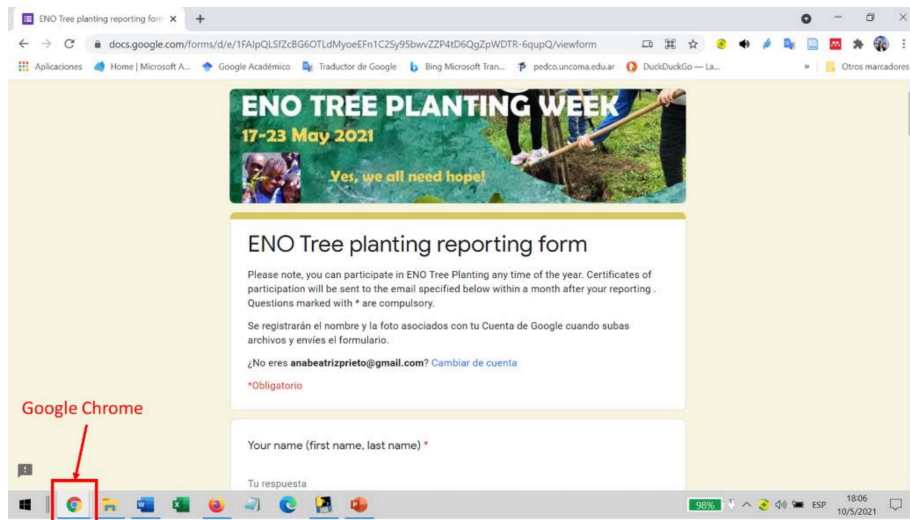 ENO Tree planting reporting form
docs.google.com/forms/d/e/1FAIpQLSfZcBG6OTLdMyoeEFn1C2Sy95bwvZZP4tD6QgZpWDTR-6qupQ/viewform
Aplicaciones Home | Microsoft A... Google Académico Traductor de Google Bing Microsoft Tran... pedco.uncoma.edu.ar DuckDuckGo — La... » Otros marcadores
ENO TREE PLANTING WEEK
17-23 May 2021
Yes, we all need hope!
ENO Tree planting reporting form
Please note, you can participate in ENO Tree Planting any time of the year. Certificates of
participation will be sent to the email specified below within a month after your reporting .
Questions marked with * are compulsory.
Se registrarán el nombre y la foto asociados con tu Cuenta de Google cuando subas
archivos y envíes el formulario.
¿No eres anabeatrizprieto@gmail.com? Cambiar de cuenta
*Obligatorio
Google Chrome
Your name (first name, last name) *
Tu respuesta
98% ESP 18:06
10/5/2021